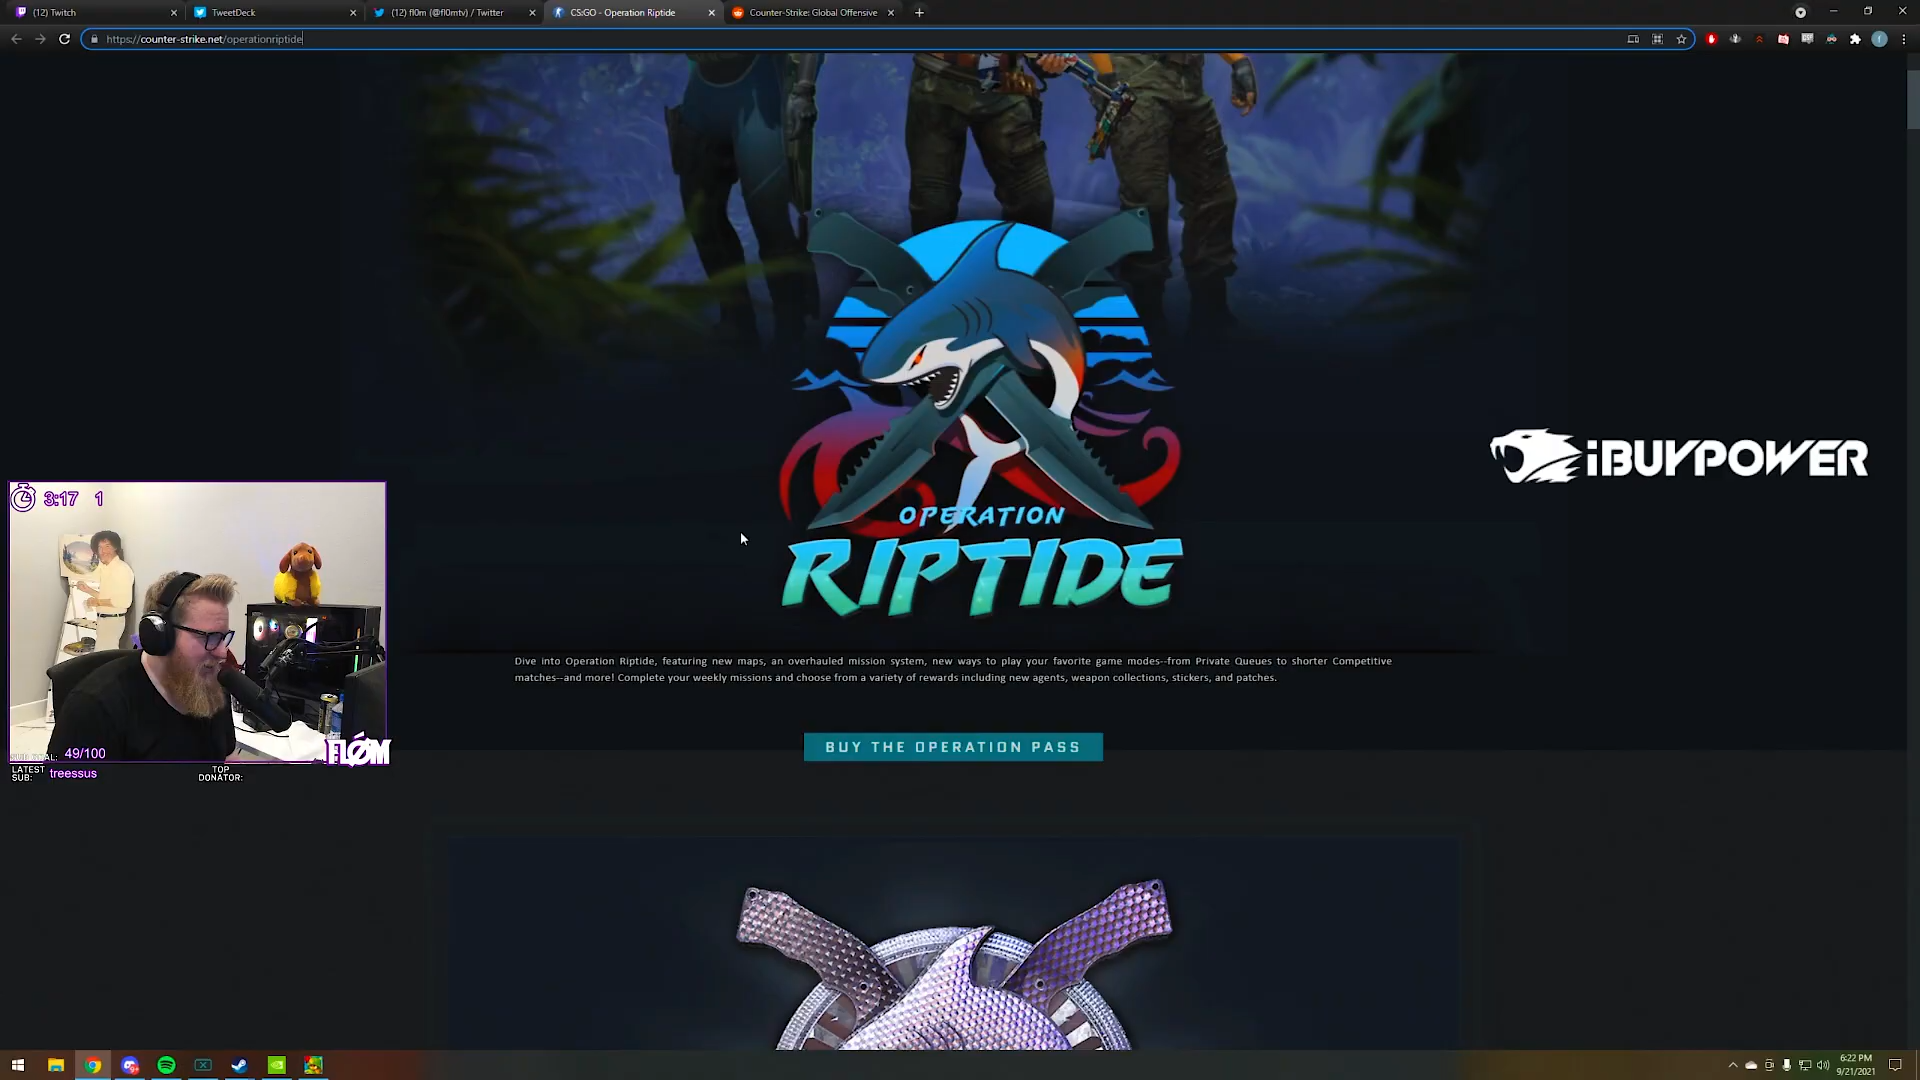 (12) Twitch
TweetDeck
(12) fl0m (@fl0mtv) / Twitter
CS:GO - Operation Riptide
Counter-Strike: Global Offensive
https://counter-strike.net/operationriptide
OPERATION
RIPTIDE
iBUYPOWER
Dive into Operation Riptide, featuring new maps, an overhauled mission system, new ways to play your favorite game modes--from Private Queues to shorter Competitive
matches--and more! Complete your weekly missions and choose from a variety of rewards including new agents, weapon collections, stickers, and patches.
BUY THE OPERATION PASS
3:17 1
49/100
FLØM
LATEST
SUB: treessus
TOP
DONATOR:
6:22 PM
9/21/2021